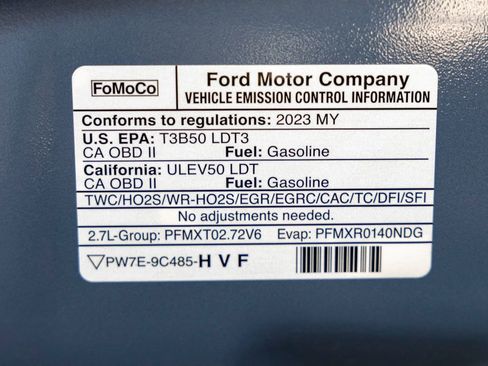 FoMoCo
Ford Motor Company
VEHICLE EMISSION CONTROL INFORMATION
Conforms to regulations: 2023 MY
U.S. EPA: T3B50 LDT3
CA OBD II Fuel: Gasoline
California: ULEV50 LDT
CA OBD II Fuel: Gasoline
TWC/HO2S/WR-HO2S/EGR/EGRC/CAC/TC/DFI/SFI
No adjustments needed.
2.7L-Group: PFMXT02.72V6 Evap: PFMXR0140NDG
▽PW7E-9C485-H V F